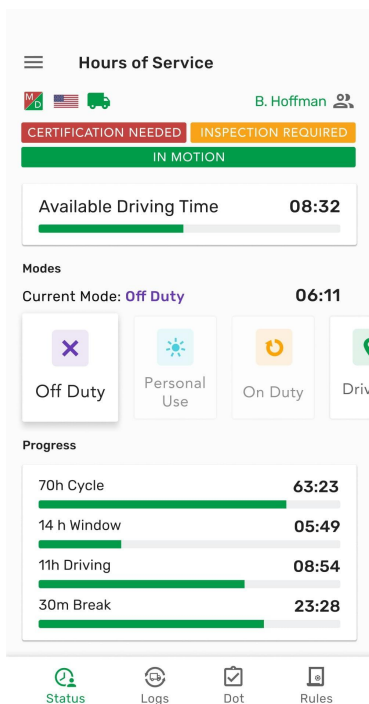 Hours of Service
M D
B. Hoffman
CERTIFICATION NEEDED INSPECTION REQUIRED
IN MOTION
Available Driving Time 08:32
Modes
Current Mode: Off Duty 06:11
Off Duty Personal Use On Duty Driv
Progress
70h Cycle 63:23
14 h Window 05:49
11h Driving 08:54
30m Break 23:28
Status Logs Dot Rules